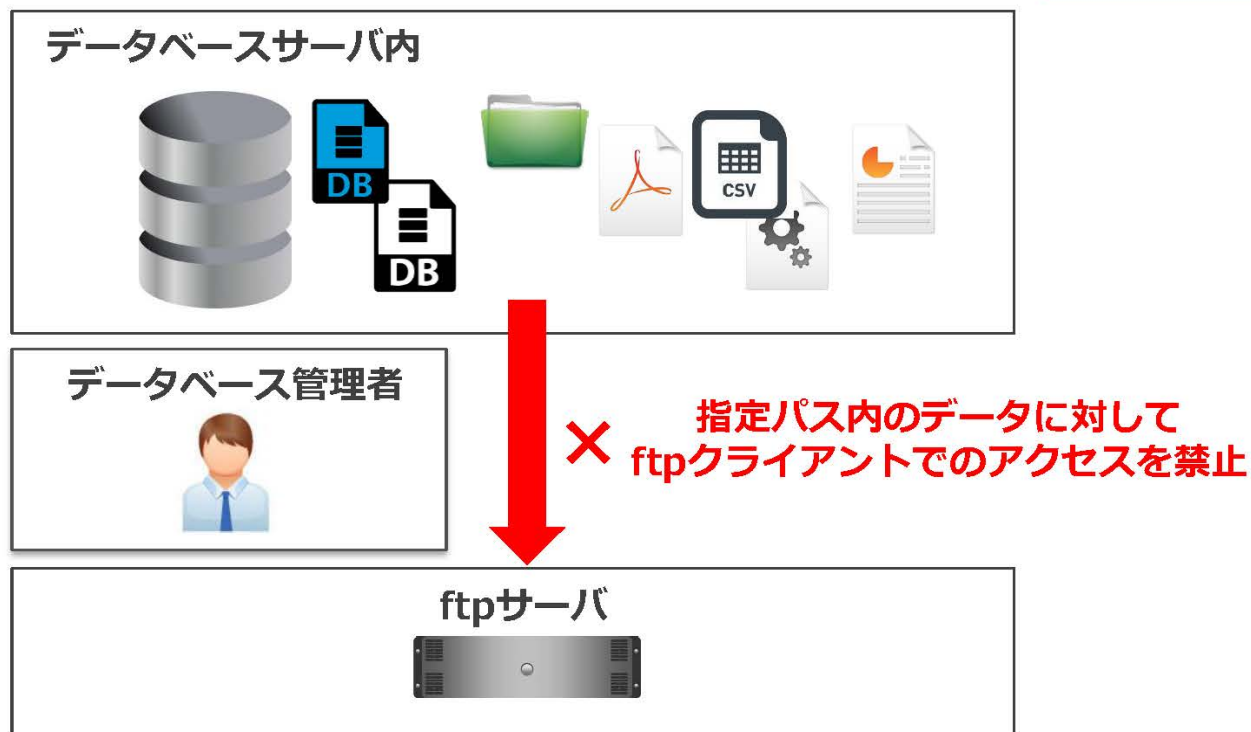 データベースサーバ内
DB
DB
CSV
データベース管理者
指定パス内のデータに対して
ftpクライアントでのアクセスを禁止
ftpサーバ